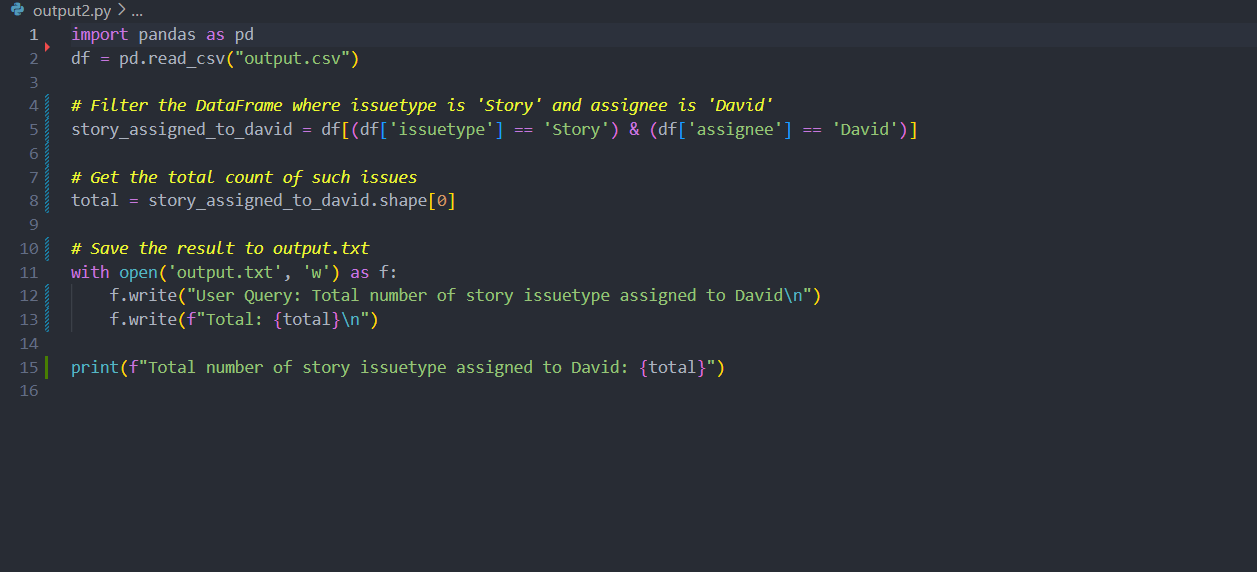 output2.py > ...
1 import pandas as pd
2 df = pd.read_csv("output.csv")
3
4 # Filter the DataFrame where issuetype is 'Story' and assignee is 'David'
5 story_assigned_to_david = df[(df['issuetype'] == 'Story') & (df['assignee'] == 'David')]
6
7 # Get the total count of such issues
8 total = story_assigned_to_david.shape[0]
9
10 # Save the result to output.txt
11 with open('output.txt', 'w') as f:
12     f.write("User Query: Total number of story issuetype assigned to David\n")
13     f.write(f"Total: {total}\n")
14
15 print(f"Total number of story issuetype assigned to David: {total}")
16